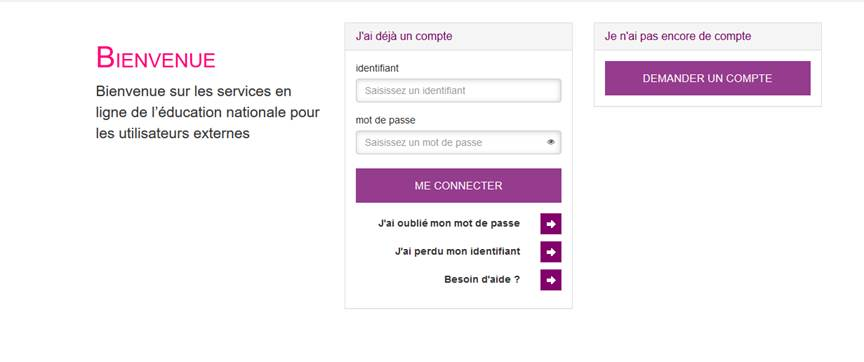 BIENVENUE
Bienvenue sur les services en
ligne de l’éducation nationale pour
les utilisateurs externes
J'ai déjà un compte
identifiant
Saisissez un identifiant
mot de passe
Saisissez un mot de passe
ME CONNECTER
J'ai oublié mon mot de passe
J'ai perdu mon identifiant
Besoin d'aide ?
Je n'ai pas encore de compte
DEMANDER UN COMPTE